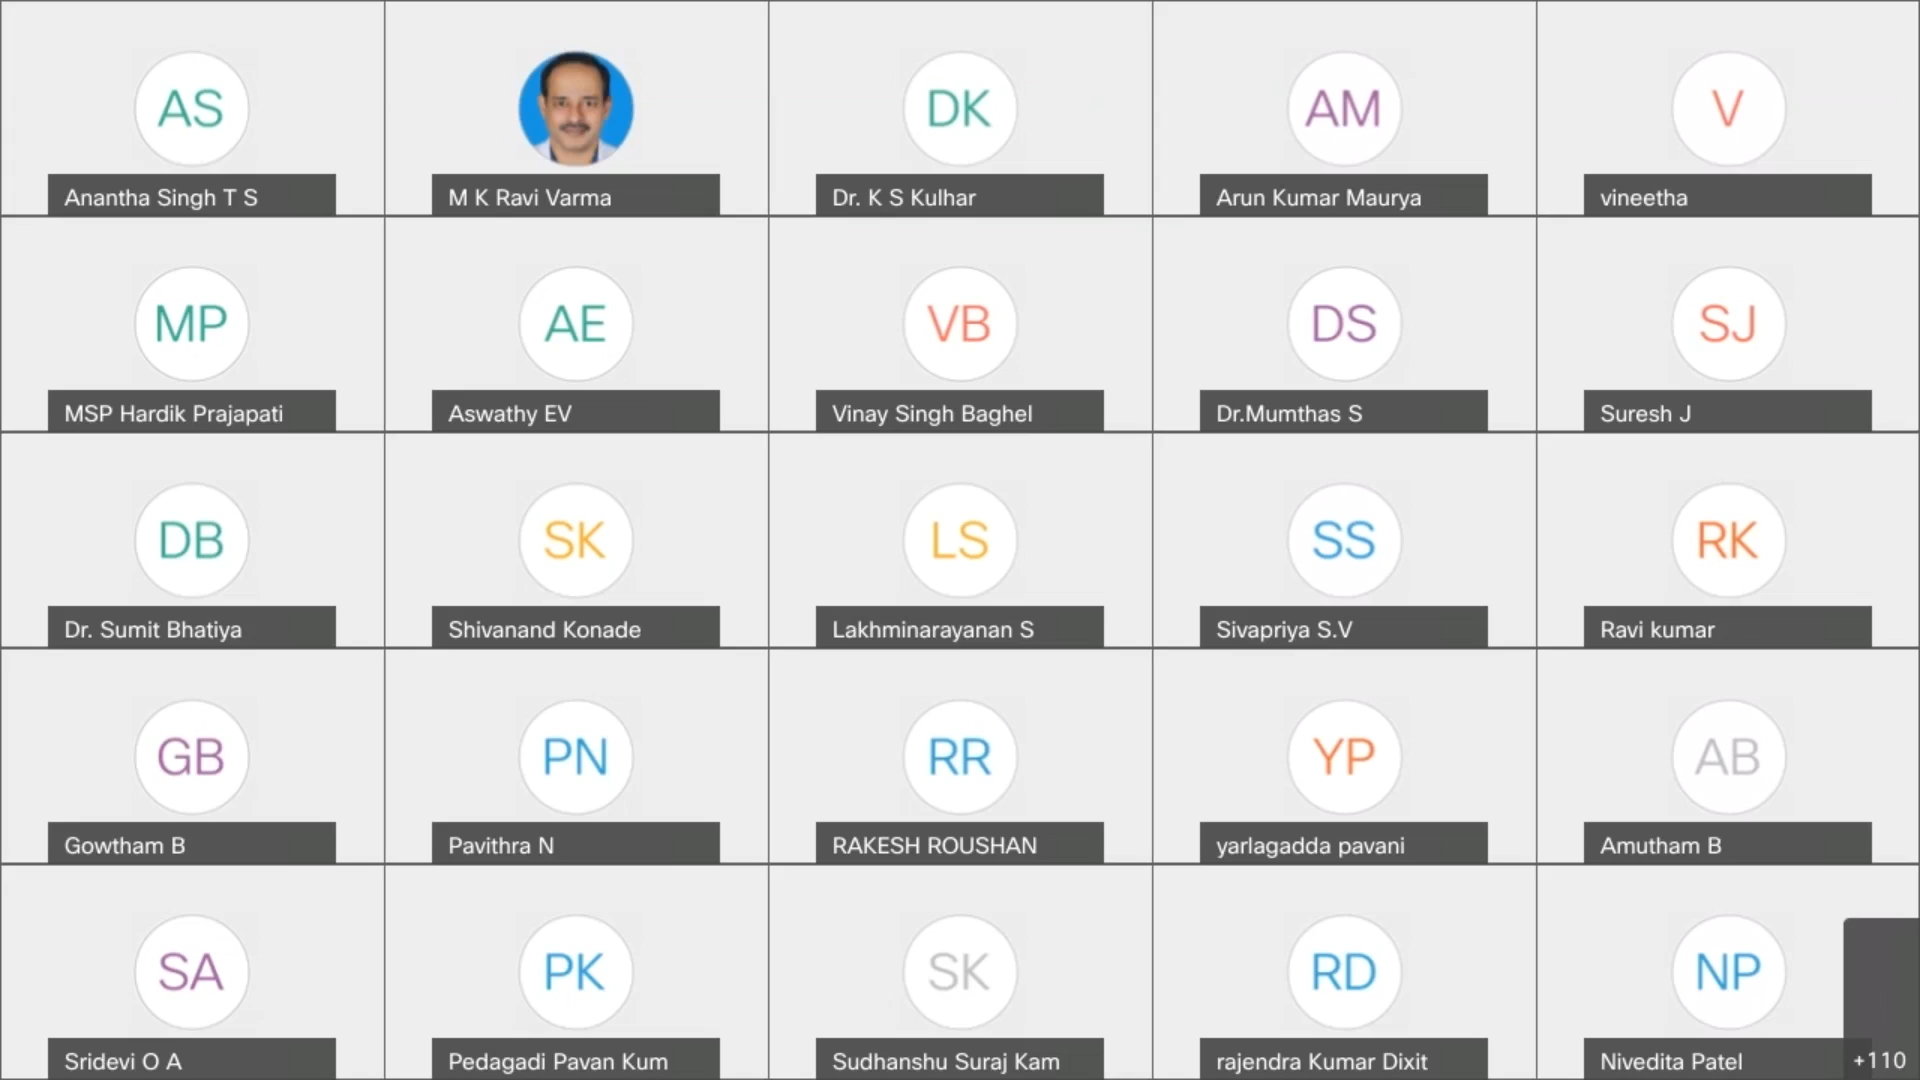 AS
M K Ravi Varma
DK
AM
V
Anantha Singh T S
Dr. K S Kulhar
Arun Kumar Maurya
vineetha
MP
AE
VB
DS
SJ
MSP Hardik Prajapati
Aswathy EV
Vinay Singh Baghel
Dr.Mumthas S
Suresh J
DB
SK
LS
SS
RK
Dr. Sumit Bhatiya
Shivanand Konade
Lakhminarayanan S
Sivapriya S.V
Ravi kumar
GB
PN
RR
YP
AB
Gowtham B
Pavithra N
RAKESH ROUSHAN
yarlagadda pavani
Amutham B
SA
PK
SK
RD
NP
Sridevi O A
Pedagadi Pavan Kum
Sudhanshu Suraj Kam
rajendra Kumar Dixit
Nivedita Patel
+110